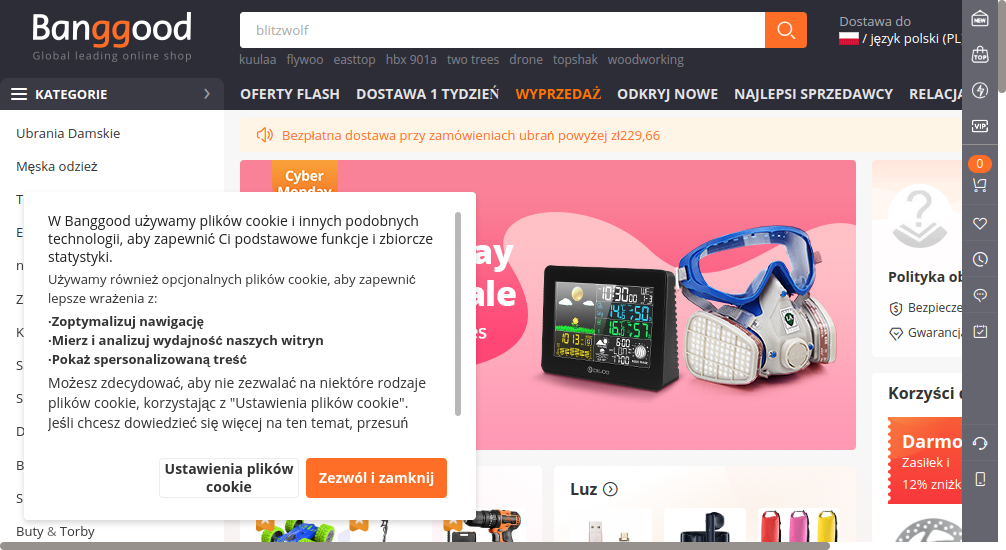 Banggood
Global leading online shop
blitzwolf
Dostawa do
/ język polski (PL
kuulaa flywoo easttop hbx 901a two trees drone topshak woodworking
KATEGORIE
OFERTY FLASH DOSTAWA 1 TYDZIEŃ WYPRZEDAŻ ODKRYJ NOWE NAJLEPSI SPRZEDAWCY RELACJA
NEW
TOP
VIP
0
Ubrania Damskie
Męska odzież
Bezpłatna dostawa przy zamówieniach ubrań powyżej zł229,66
Cyber
Monday
W Banggood używamy plików cookie i innych podobnych
technologii, aby zapewnić Ci podstawowe funkcje i zbiorcze
statystyki.
Używamy również opcjonalnych plików cookie, aby zapewnić
lepsze wrażenia z:
·Zoptymalizuj nawigację
·Mierz i analizuj wydajność naszych witryn
·Pokaż spersonalizowaną treść
Możesz zdecydować, aby nie zezwalać na niektóre rodzaje
plików cookie, korzystając z "Ustawienia plików cookie".
Jeśli chcesz dowiedzieć się więcej na ten temat, przesuń
Ustawienia plików
cookie
Zezwól i zamknij
Buty & Torby
ay
ale
es
Polityka ob
Bezpiecze
Gwarancja
Korzyści d
Darmo
Zasiłek i
12% zniżk
Luz